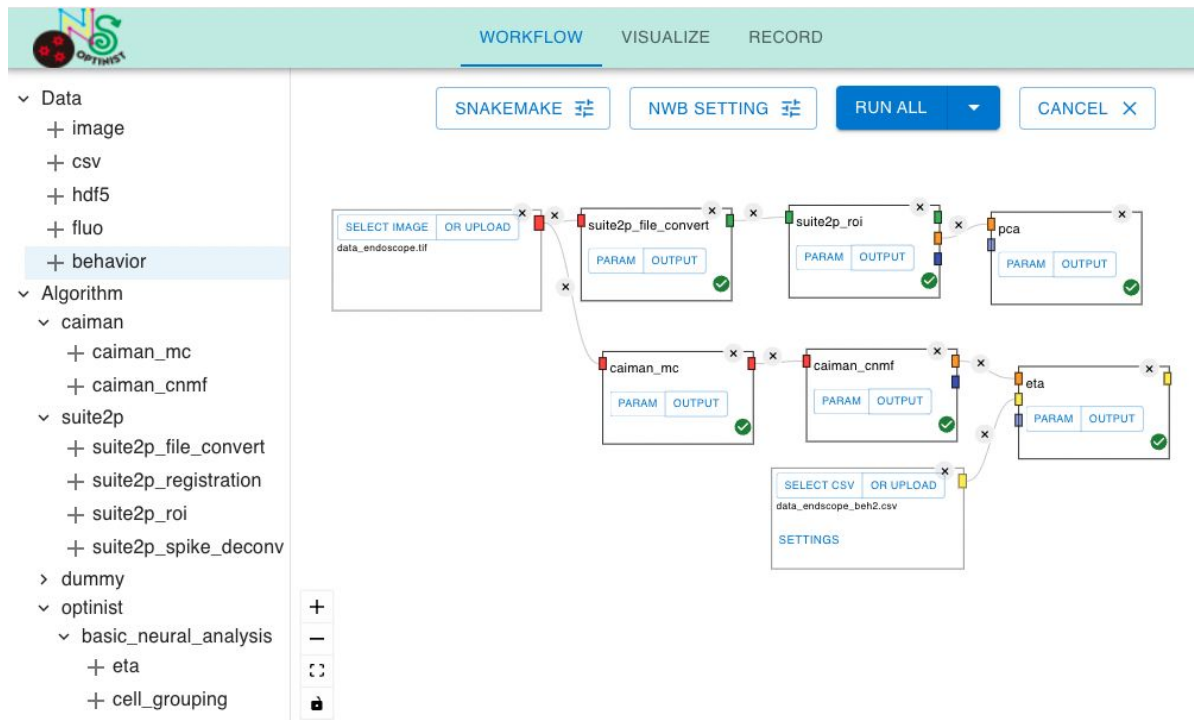 OPTINIST
WORKFLOW VISUALIZE RECORD
Data
image
csv
hdf5
fluo
behavior
Algorithm
caiman
caiman_mc
caiman_cnmf
suite2p
suite2p_file_convert
suite2p_registration
suite2p_roi
suite2p_spike_deconv
dummy
optinist
basic_neural_analysis
eta
cell_grouping
SNAKEMAKE NWB SETTING RUN ALL CANCEL
SELECT IMAGE OR UPLOAD
data_endoscope.tif
suite2p_file_convert
PARAM OUTPUT
suite2p_roi
PARAM OUTPUT
pca
PARAM OUTPUT
caiman_mc
PARAM OUTPUT
caiman_cnmf
PARAM OUTPUT
eta
PARAM OUTPUT
SELECT CSV OR UPLOAD
data_endscope_beh2.csv
SETTINGS